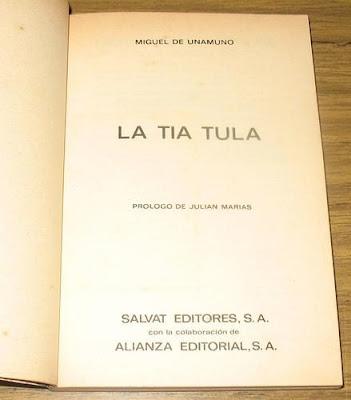 MIGUEL DE UNAMUNO
LA TIA TULA
PROLOGO DE JULIAN MARIAS
SALVAT EDITORES, S.A.
con la colaboración de
ALIANZA EDITORIAL, S.A.